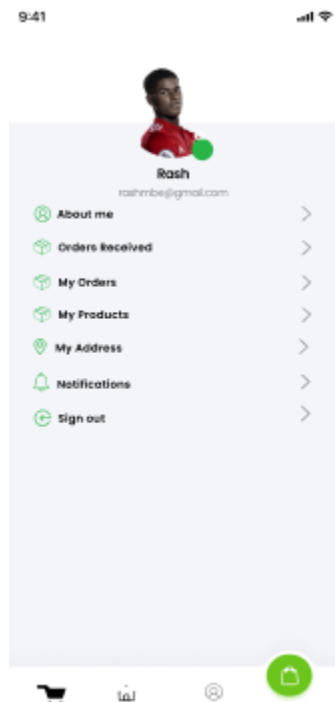 9:41
Rash
rashmbe@gmail.com
About me
Orders Received
My Orders
My Products
My Address
Notifications
Sign out